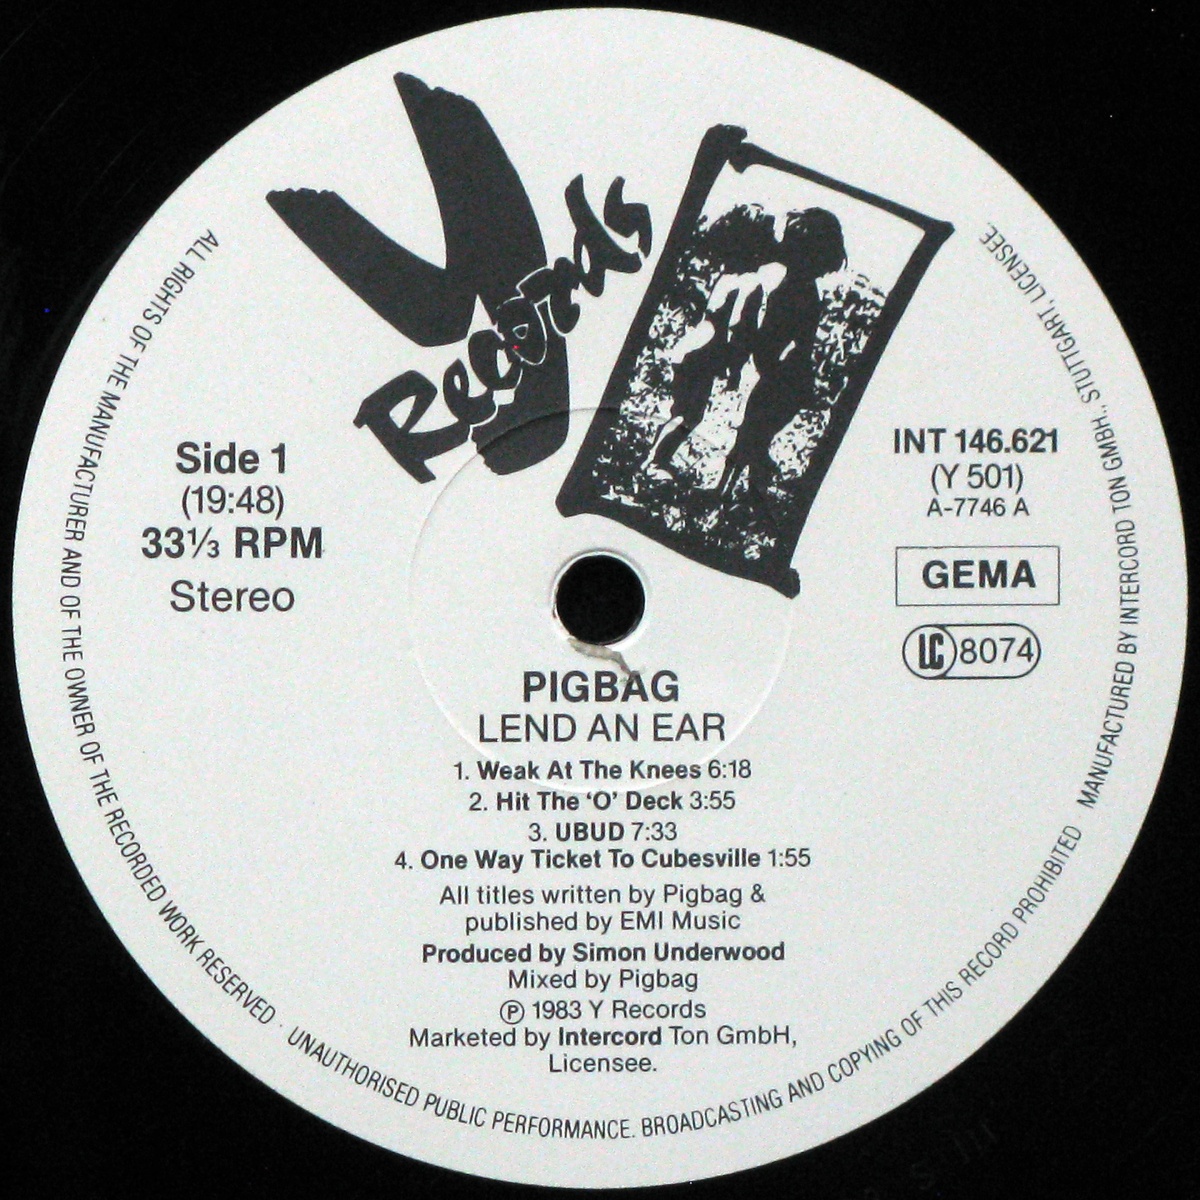 Y Records
Side 1
(19:48)
33⅓ RPM
Stereo
INT 146.621
(Y 501)
A-7746 A
GEMA
LC 8074
PIGBAG
LEND AN EAR
1. Weak At The Knees 6:18
2. Hit The ‘O’ Deck 3:55
3. UBUD 7:33
4. One Way Ticket To Cubesville 1:55
All titles written by Pigbag &
published by EMI Music
Produced by Simon Underwood
Mixed by Pigbag
℗ 1983 Y Records
Marketed by Intercord Ton GmbH,
Licensee.
ALL RIGHTS OF THE MANUFACTURER AND OF THE OWNER OF THE RECORDED WORK RESERVED · UNAUTHORISED PUBLIC PERFORMANCE. BROADCASTING AND COPYING OF THIS RECORD PROHIBITED · MANUFACTURED BY INTERCORD TON GMBH., STUTTGART, LICENSEE.